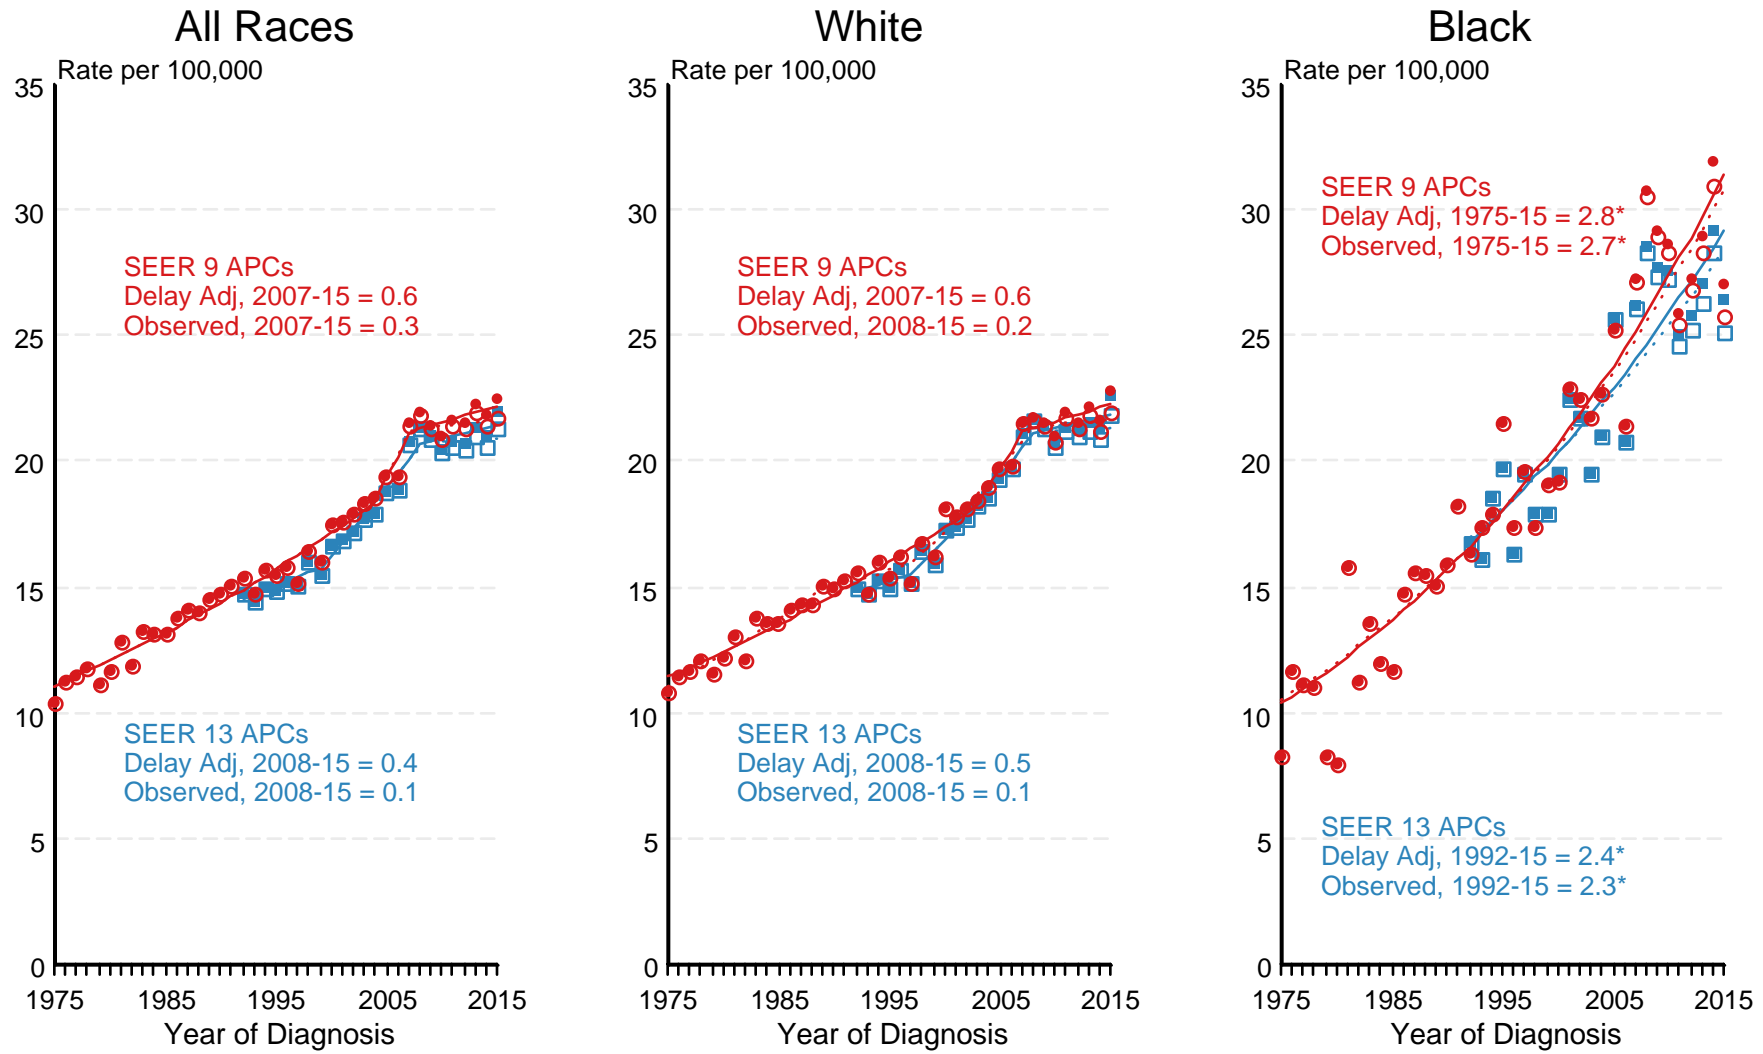 All Races
Rate per 100,000
35
30
25
20
15
10
5
0
SEER 9 APCs
Delay Adj, 2007-15 = 0.6
Observed, 2007-15 = 0.3
SEER 13 APCs
Delay Adj, 2008-15 = 0.4
Observed, 2008-15 = 0.1
1975 1985 1995 2005 2015
Year of Diagnosis
White
Rate per 100,000
35
30
25
20
15
10
5
0
SEER 9 APCs
Delay Adj, 2007-15 = 0.6
Observed, 2008-15 = 0.2
SEER 13 APCs
Delay Adj, 2008-15 = 0.5
Observed, 2008-15 = 0.1
1975 1985 1995 2005 2015
Year of Diagnosis
Black
Rate per 100,000
35
30
25
20
15
10
5
0
SEER 9 APCs
Delay Adj, 1975-15 = 2.8*
Observed, 1975-15 = 2.7*
SEER 13 APCs
Delay Adj, 1992-15 = 2.4*
Observed, 1992-15 = 2.3*
1975 1985 1995 2005 2015
Year of Diagnosis